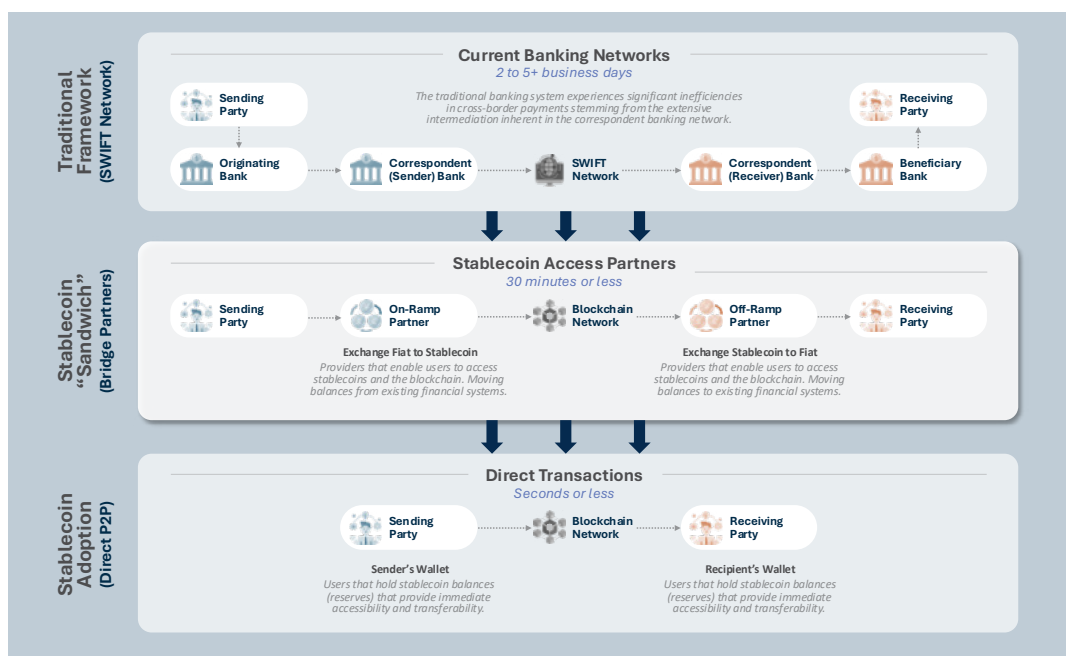 Traditional
Framework
(SWIFT Network)
Current Banking Networks
2 to 5+ business days
The traditional banking system experiences significant inefficiencies
in cross-border payments stemming from the extensive
intermediation inherent in the correspondent banking network.
Sending
Party
Receiving
Party
Originating
Bank
Correspondent
(Sender) Bank
SWIFT
Network
Correspondent
(Receiver) Bank
Beneficiary
Bank
Stablecoin
“Sandwich”
(Bridge Partners)
Stablecoin Access Partners
30 minutes or less
Sending
Party
On-Ramp
Partner
Blockchain
Network
Off-Ramp
Partner
Receiving
Party
Exchange Fiat to Stablecoin
Providers that enable users to access
stablecoins and the blockchain. Moving
balances from existing financial systems.
Exchange Stablecoin to Fiat
Providers that enable users to access
stablecoins and the blockchain. Moving
balances to existing financial systems.
Stablecoin
Adoption
(Direct P2P)
Direct Transactions
Seconds or less
Sending
Party
Blockchain
Network
Receiving
Party
Sender’s Wallet
Users that hold stablecoin balances
(reserves) that provide immediate
accessibility and transferability.
Recipient’s Wallet
Users that hold stablecoin balances
(reserves) that provide immediate
accessibility and transferability.